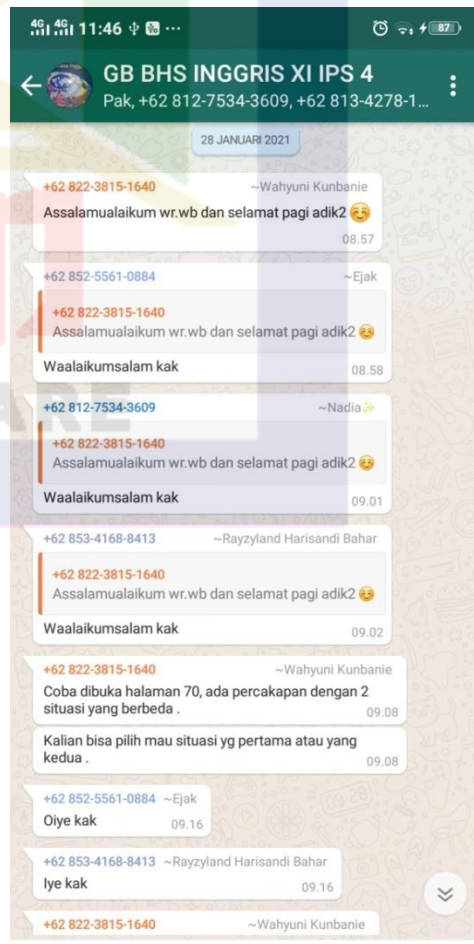 4G 4G 11:46 ... 87
GB BHS INGGRIS XI IPS 4
Pak, +62 812-7534-3609, +62 813-4278-1...
28 JANUARI 2021
+62 822-3815-1640 ~Wahyuni Kunbanie
Assalamualaikum wr.wb dan selamat pagi adik2 ☺️
08.57
+62 852-5561-0884 ~Ejak
+62 822-3815-1640
Assalamualaikum wr.wb dan selamat pagi adik2 ☺️
Waalaikumsalam kak 08.58
+62 812-7534-3609 ~Nadia✨
+62 822-3815-1640
Assalamualaikum wr.wb dan selamat pagi adik2 ☺️
Waalaikumsalam kak 09.01
+62 853-4168-8413 ~Rayzyland Harisandi Bahar
+62 822-3815-1640
Assalamualaikum wr.wb dan selamat pagi adik2 ☺️
Waalaikumsalam kak 09.02
+62 822-3815-1640 ~Wahyuni Kunbanie
Coba dibuka halaman 70, ada percakapan dengan 2
situasi yang berbeda . 09.08
Kalian bisa pilih mau situasi yg pertama atau yang
kedua . 09.08
+62 852-5561-0884 ~Ejak
Oiye kak 09.16
+62 853-4168-8413 ~Rayzyland Harisandi Bahar
Iye kak 09.16
+62 822-3815-1640 ~Wahyuni Kunbanie